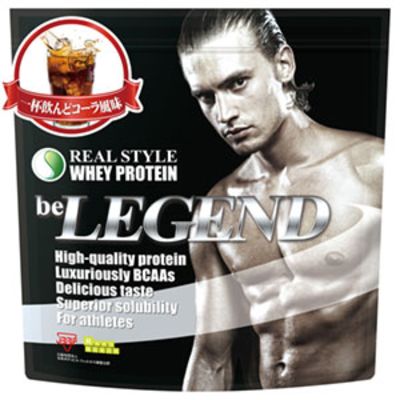 一杯飲んどコーラ風味
REAL STYLE
WHEY PROTEIN
be LEGEND
High-quality protein
Luxuriously BCAAs
Delicious taste
Superior solubility
For athletes